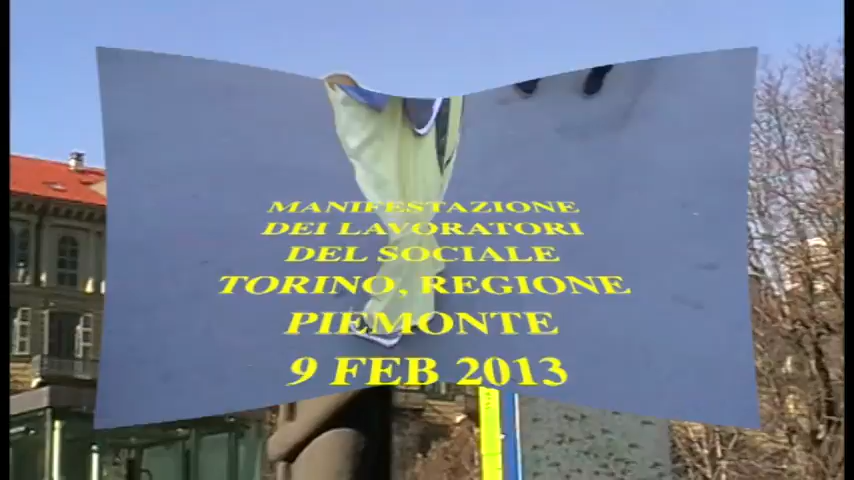 MANIFESTAZIONE
DEI LAVORATORI
DEL SOCIALE
TORINO, REGIONE
PIEMONTE
9 FEB 2013